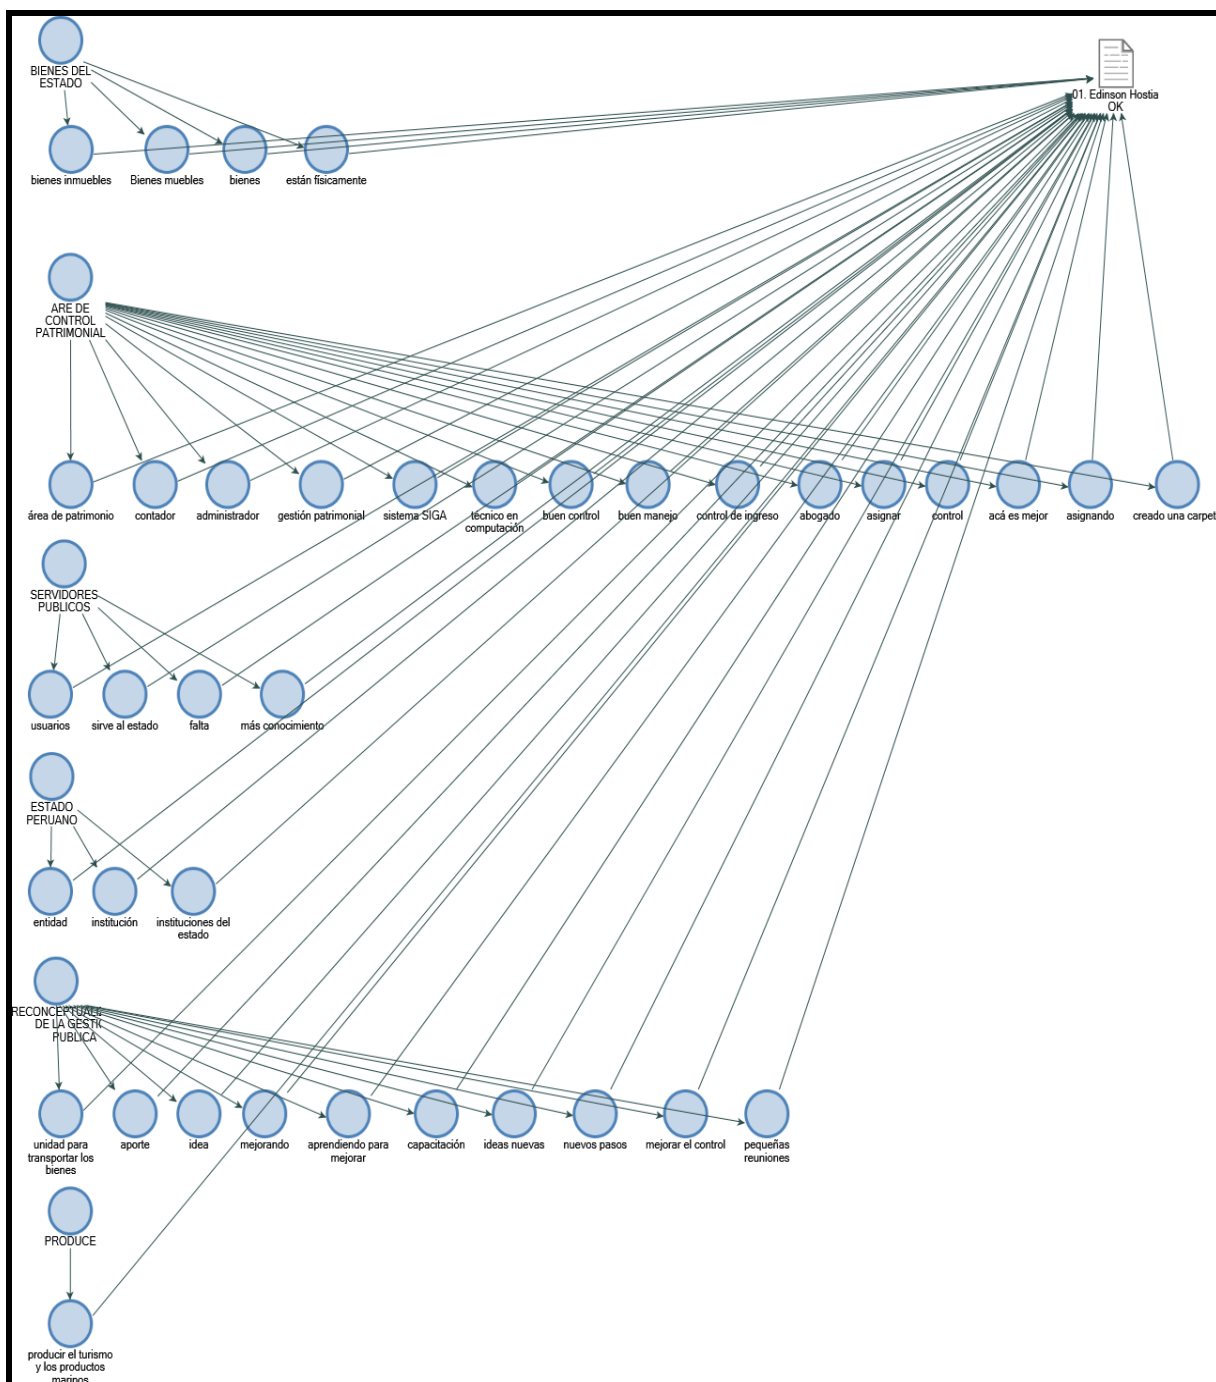 BIENES DEL
ESTADO
01. Edinson Hostia
OK
bienes inmuebles
Bienes muebles
bienes
están físicamente
ARE DE
CONTROL
PATRIMONIAL
área de patrimonio
contador
administrador
gestión patrimonial
sistema SIGA
técnico en
computación
buen control
buen manejo
control de ingreso
abogado
asignar
control
acá es mejor
asignando
creado una carpet
SERVIDORES
PUBLICOS
usuarios
sirve al estado
falta
más conocimiento
ESTADO
PERUANO
entidad
institución
instituciones del
estado
RECONCEPTUALI
DE LA GESTIO
PUBLICA
unidad para
transportar los
bienes
aporte
idea
mejorando
aprendiendo para
mejorar
capacitación
ideas nuevas
nuevos pasos
mejorar el control
pequeñas
reuniones
PRODUCE
producir el turismo
y los productos
marinos